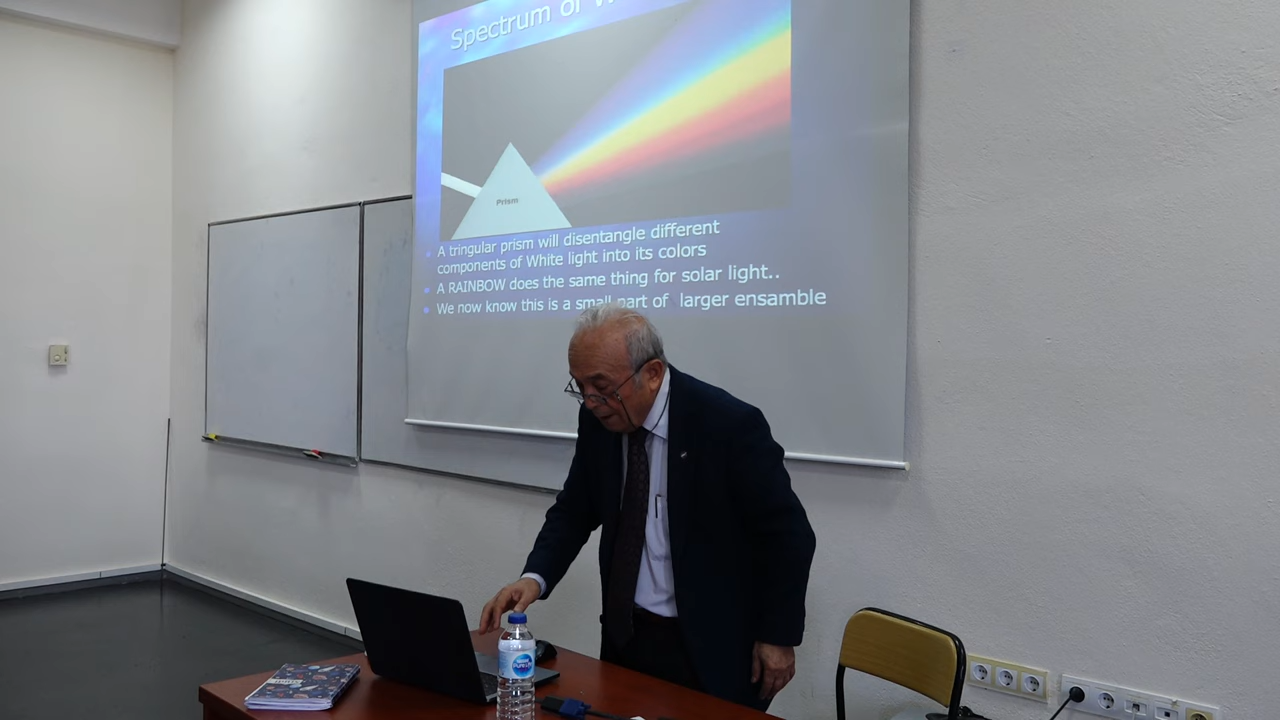 Spectrum of
Prism
A tringular prism will disentangle different
components of White light into its colors
A RAINBOW does the same thing for solar light..
We now know this is a small part of larger ensamble